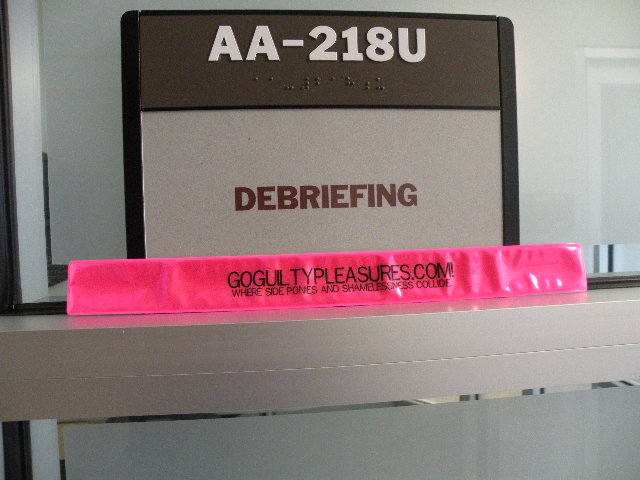 AA-218U
DEBRIEFING
GOGUILTYPLEASURES.COM!
WHERE SIDE PONIES AND SHAMELESSNESS COLLIDE.